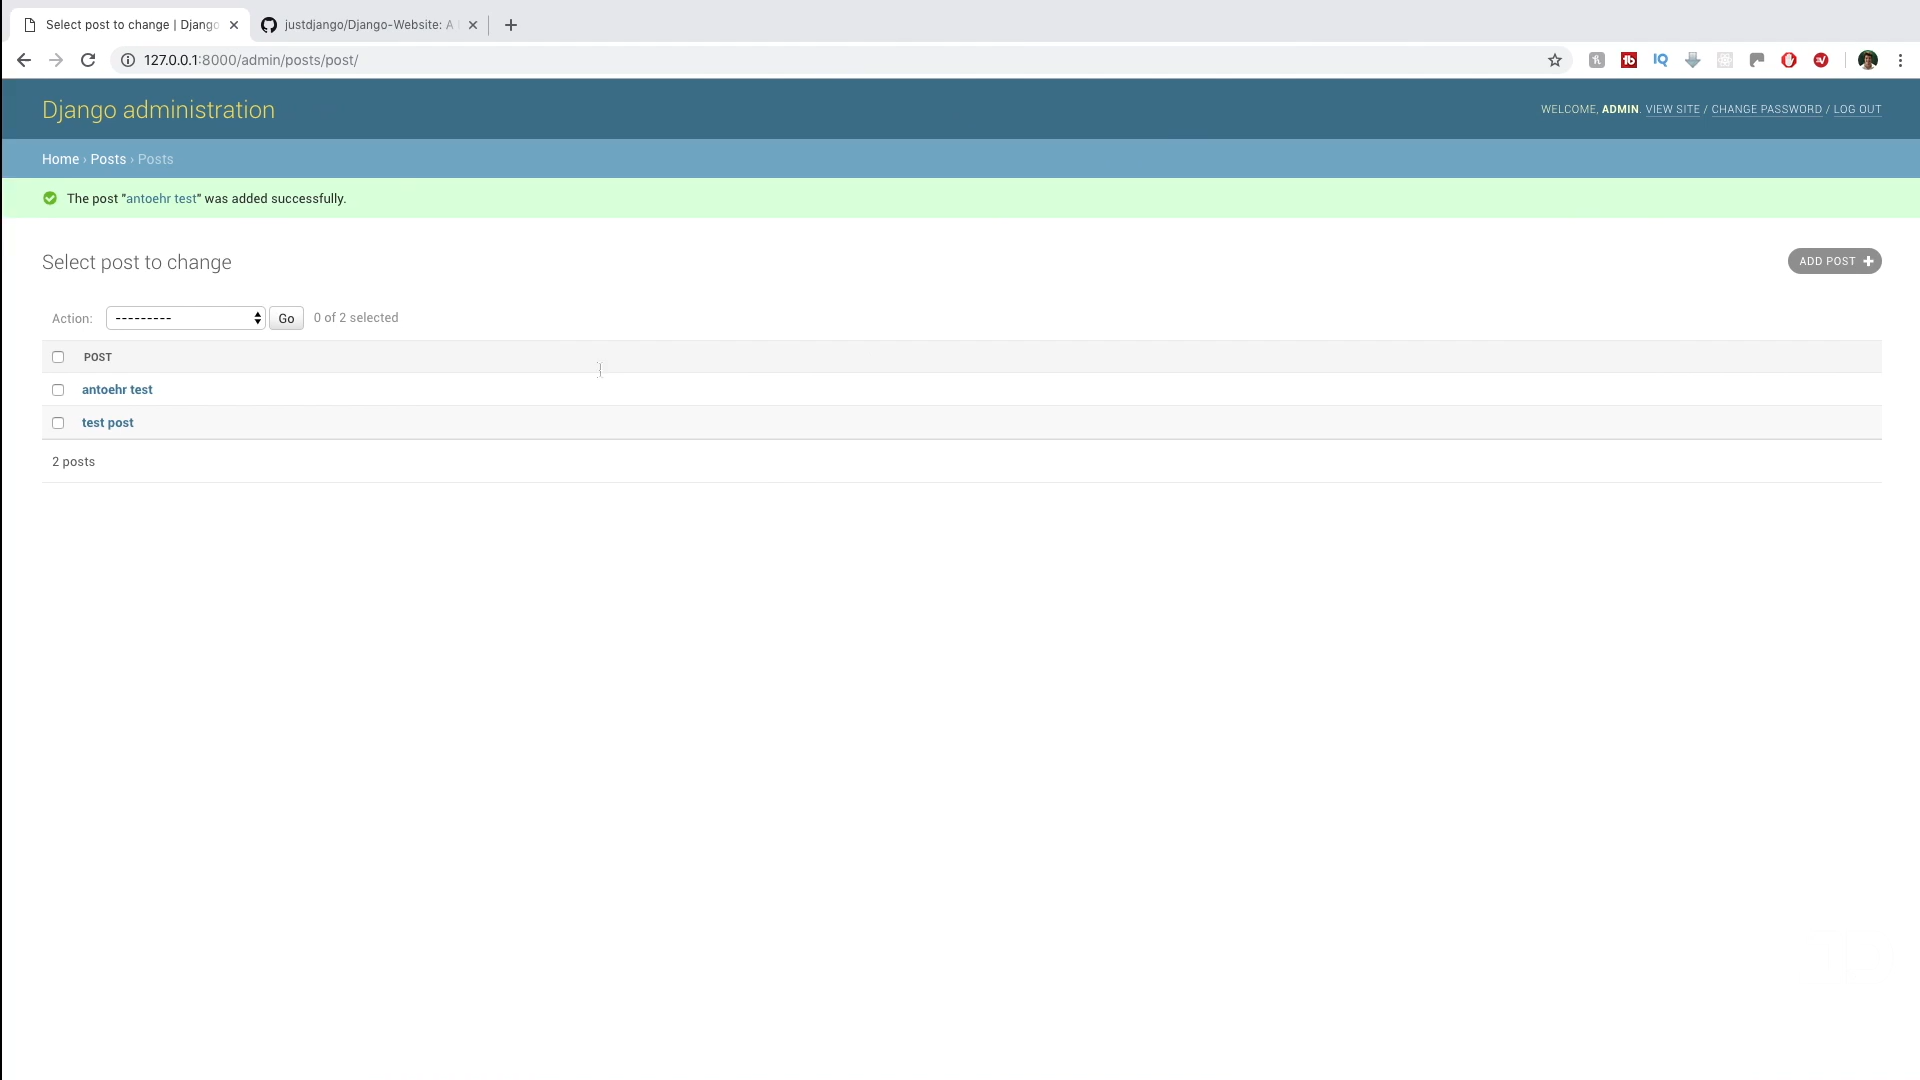 Select post to change | Django
justdjango/Django-Website: A
127.0.0.1:8000/admin/posts/post/
Django administration
WELCOME, ADMIN. VIEW SITE / CHANGE PASSWORD / LOG OUT
Home › Posts › Posts
The post "antoehr test" was added successfully.
Select post to change
ADD POST
Action: --------- Go 0 of 2 selected
POST
antoehr test
test post
2 posts